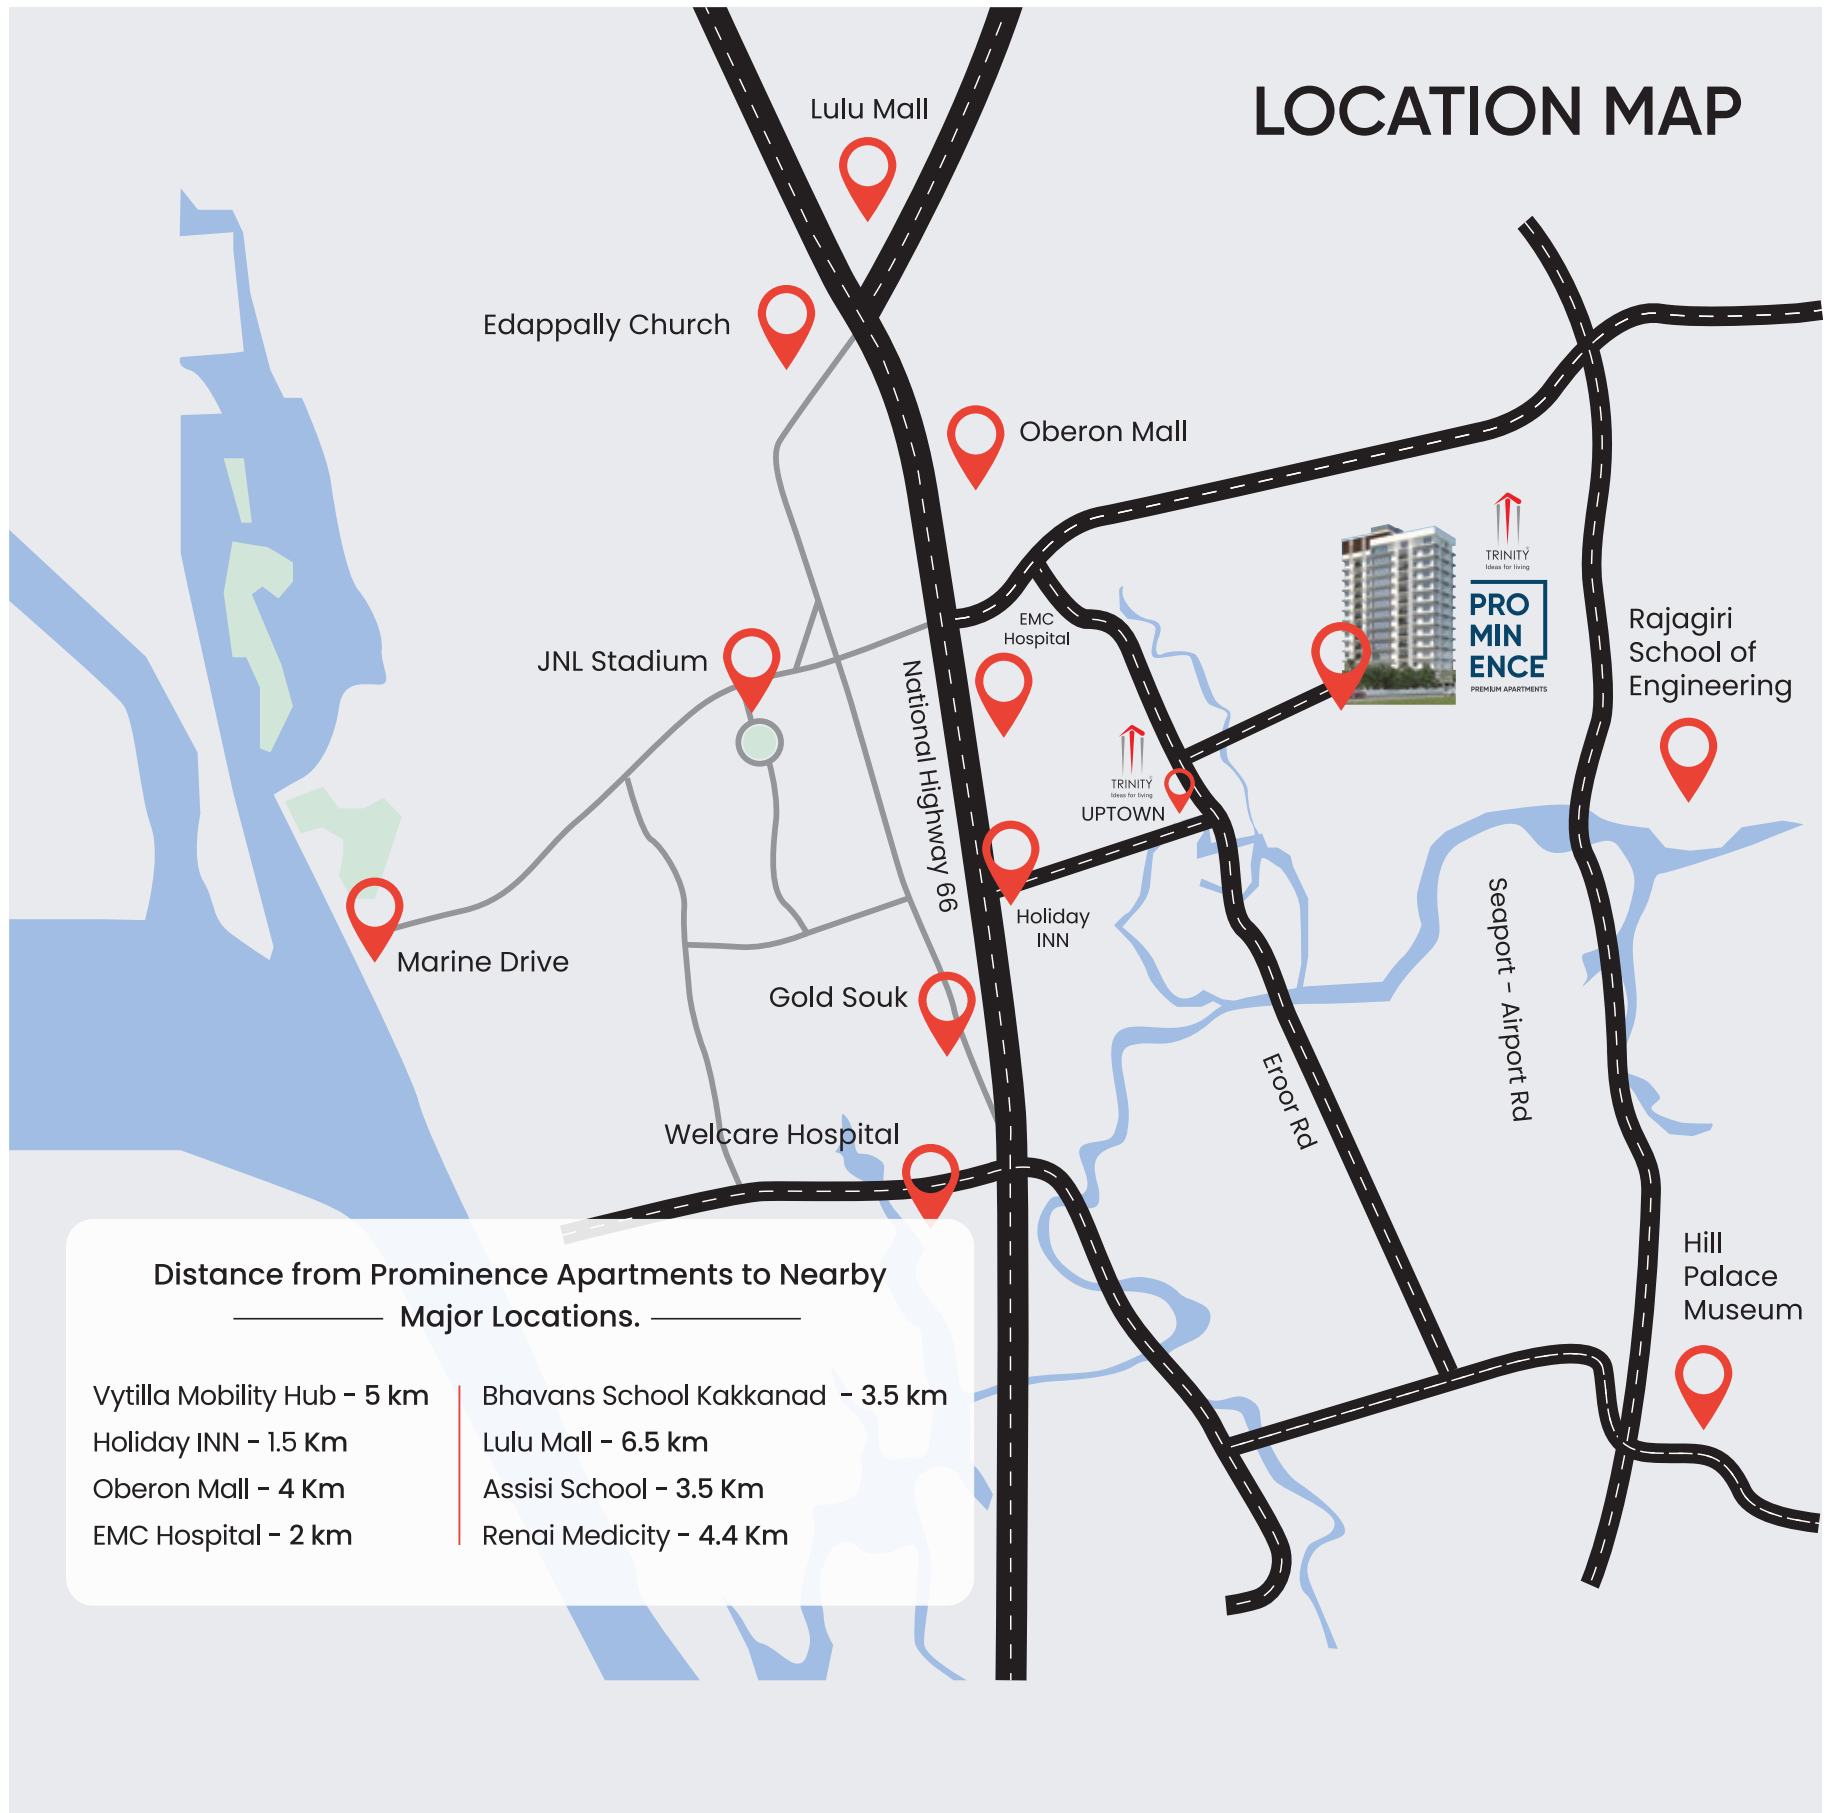 LOCATION MAP
Lulu Mall
Edappally Church
Oberon Mall
TRINITY
Ideas for living
PRO
MIN
ENCE
PREMIUM APARTMENTS
EMC
Hospital
Rajagiri
School of
Engineering
JNL Stadium
National Highway 66
TRINITY
Ideas for living
UPTOWN
Holiday
INN
Marine Drive
Gold Souk
Seaport - Airport Rd
Eroor Rd
Welcare Hospital
Hill
Palace
Museum
Distance from Prominence Apartments to Nearby
Major Locations.
Vytilla Mobility Hub - 5 km
Holiday INN - 1.5 Km
Oberon Mall - 4 Km
EMC Hospital - 2 km
Bhavans School Kakkanad - 3.5 km
Lulu Mall - 6.5 km
Assisi School - 3.5 Km
Renai Medicity - 4.4 Km